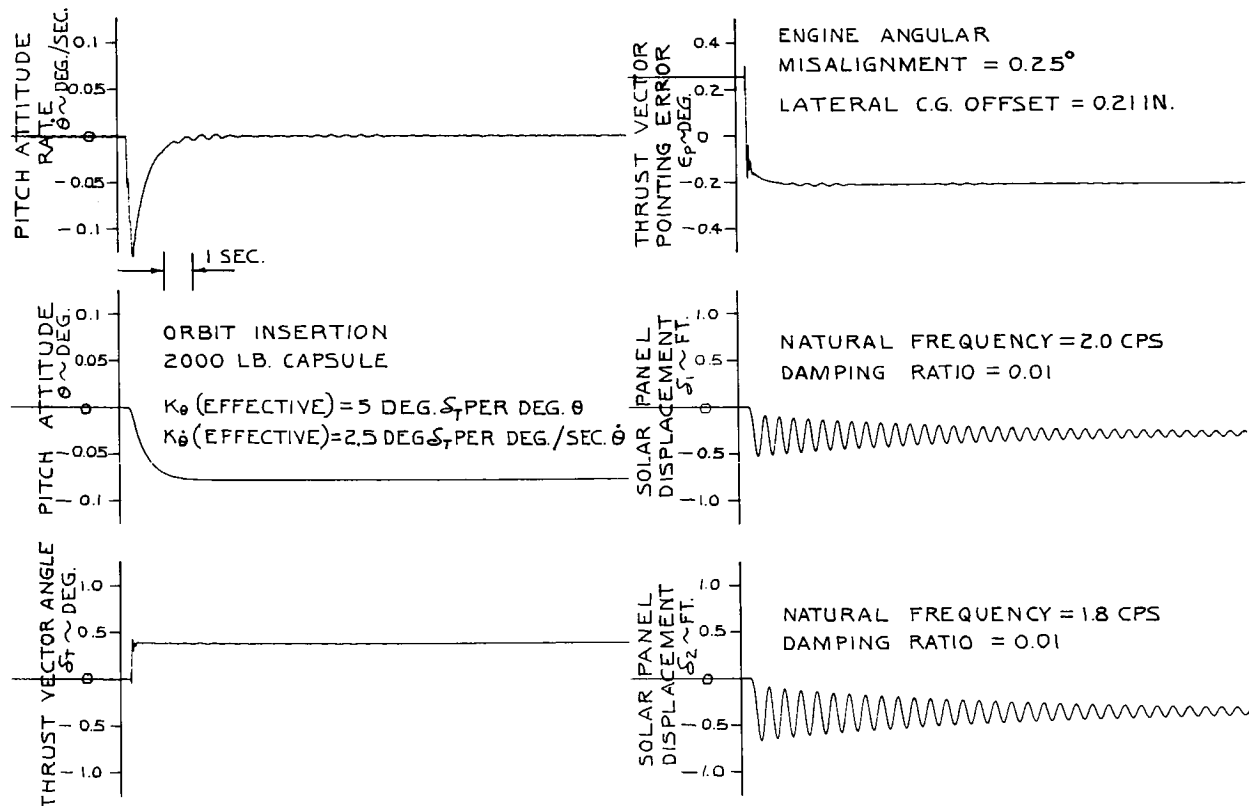 PITCH ATTITUDE
RATE
θ̇ ~ DEG./SEC.
0.1
0.05
0
-0.05
-0.1
1 SEC.
PITCH ATTITUDE
θ ~ DEG.
0.1
0.05
0
-0.05
-0.1
ORBIT INSERTION
2000 LB. CAPSULE
Kθ (EFFECTIVE) = 5 DEG. δT PER DEG. θ
Kθ̇ (EFFECTIVE) = 2.5 DEG δT PER DEG./SEC. θ̇
THRUST VECTOR ANGLE
δT ~ DEG.
1.0
0.5
0
-0.5
-1.0
THRUST VECTOR
POINTING ERROR
εp ~ DEG.
0.4
0.2
0
-0.2
-0.4
ENGINE ANGULAR
MISALIGNMENT = 0.25°
LATERAL C.G. OFFSET = 0.21 IN.
SOLAR PANEL
DISPLACEMENT
δ1 ~ FT.
1.0
0.5
0
-0.5
-1.0
NATURAL FREQUENCY = 2.0 CPS
DAMPING RATIO = 0.01
SOLAR PANEL
DISPLACEMENT
δ2 ~ FT.
1.0
0.5
0
-0.5
-1.0
NATURAL FREQUENCY = 1.8 CPS
DAMPING RATIO = 0.01